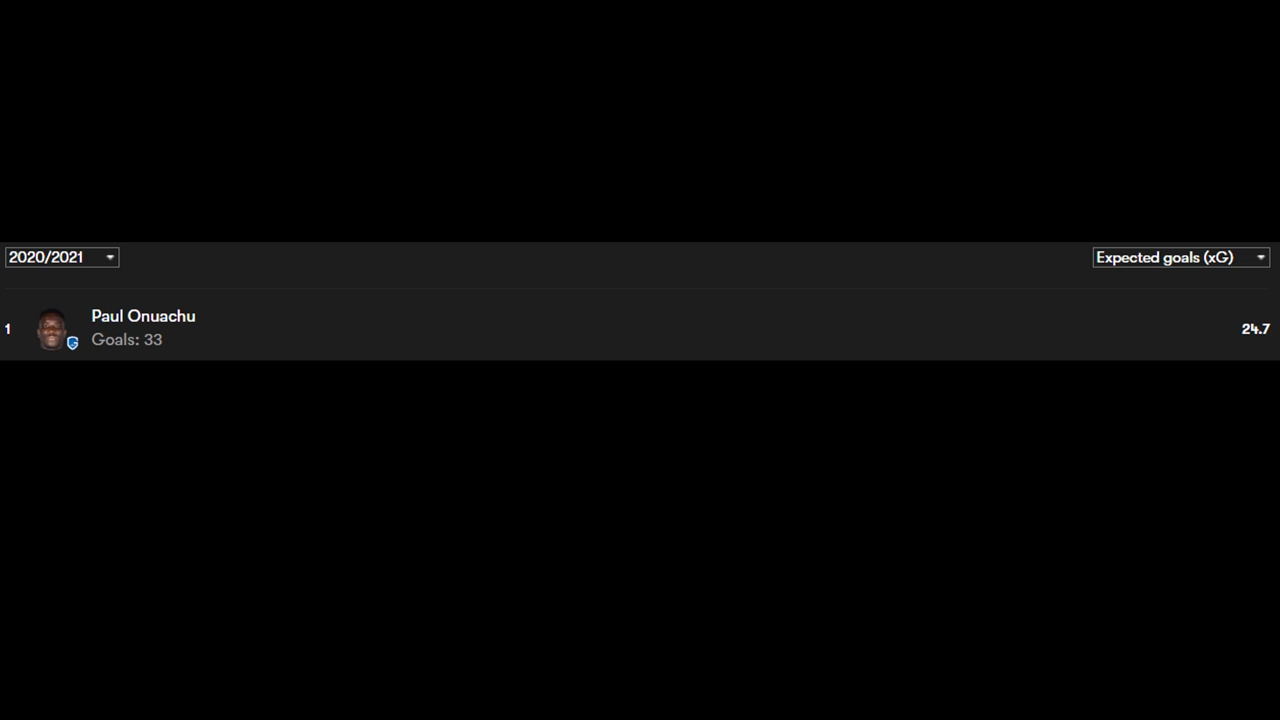 2020/2021
Expected goals (xG)
1
Paul Onuachu
Goals: 33
24.7